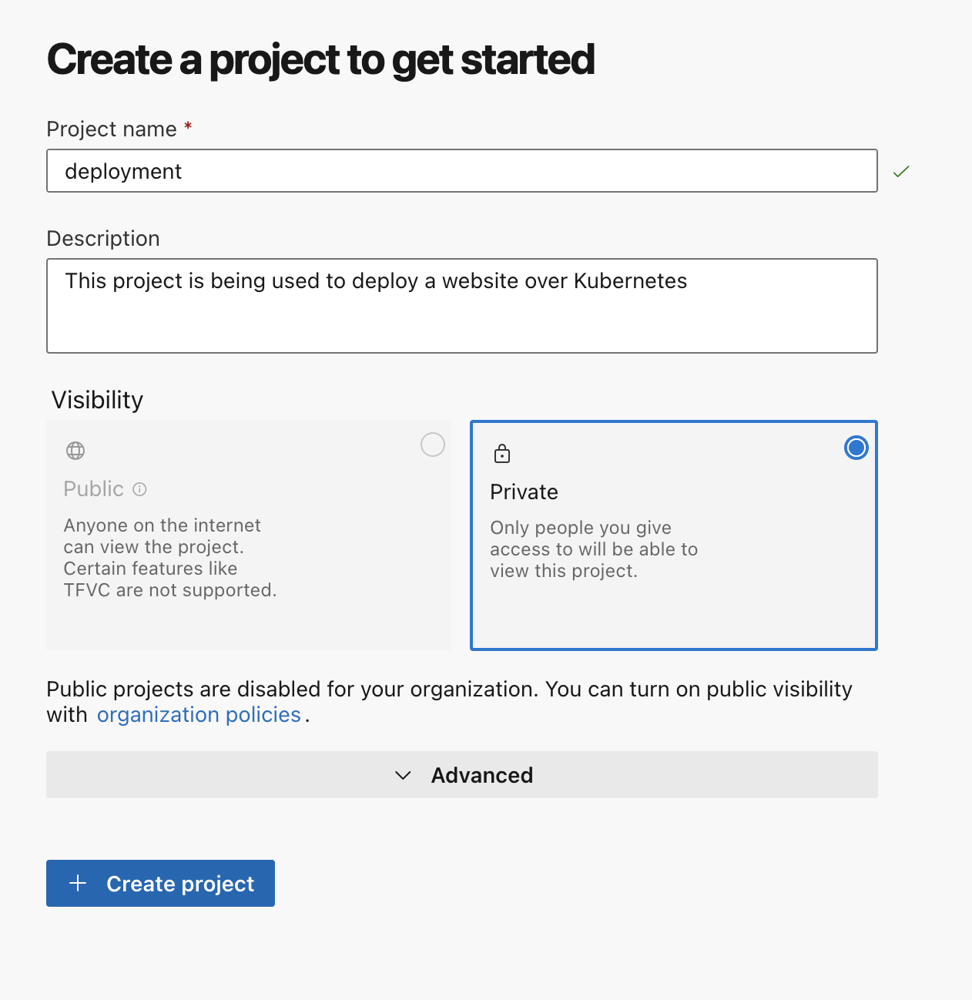 Create a project to get started
Project name *
deployment
Description
This project is being used to deploy a website over Kubernetes
Visibility
Public
Anyone on the internet
can view the project.
Certain features like
TFVC are not supported.
Private
Only people you give
access to will be able to
view this project.
Public projects are disabled for your organization. You can turn on public visibility
with organization policies.
Advanced
Create project